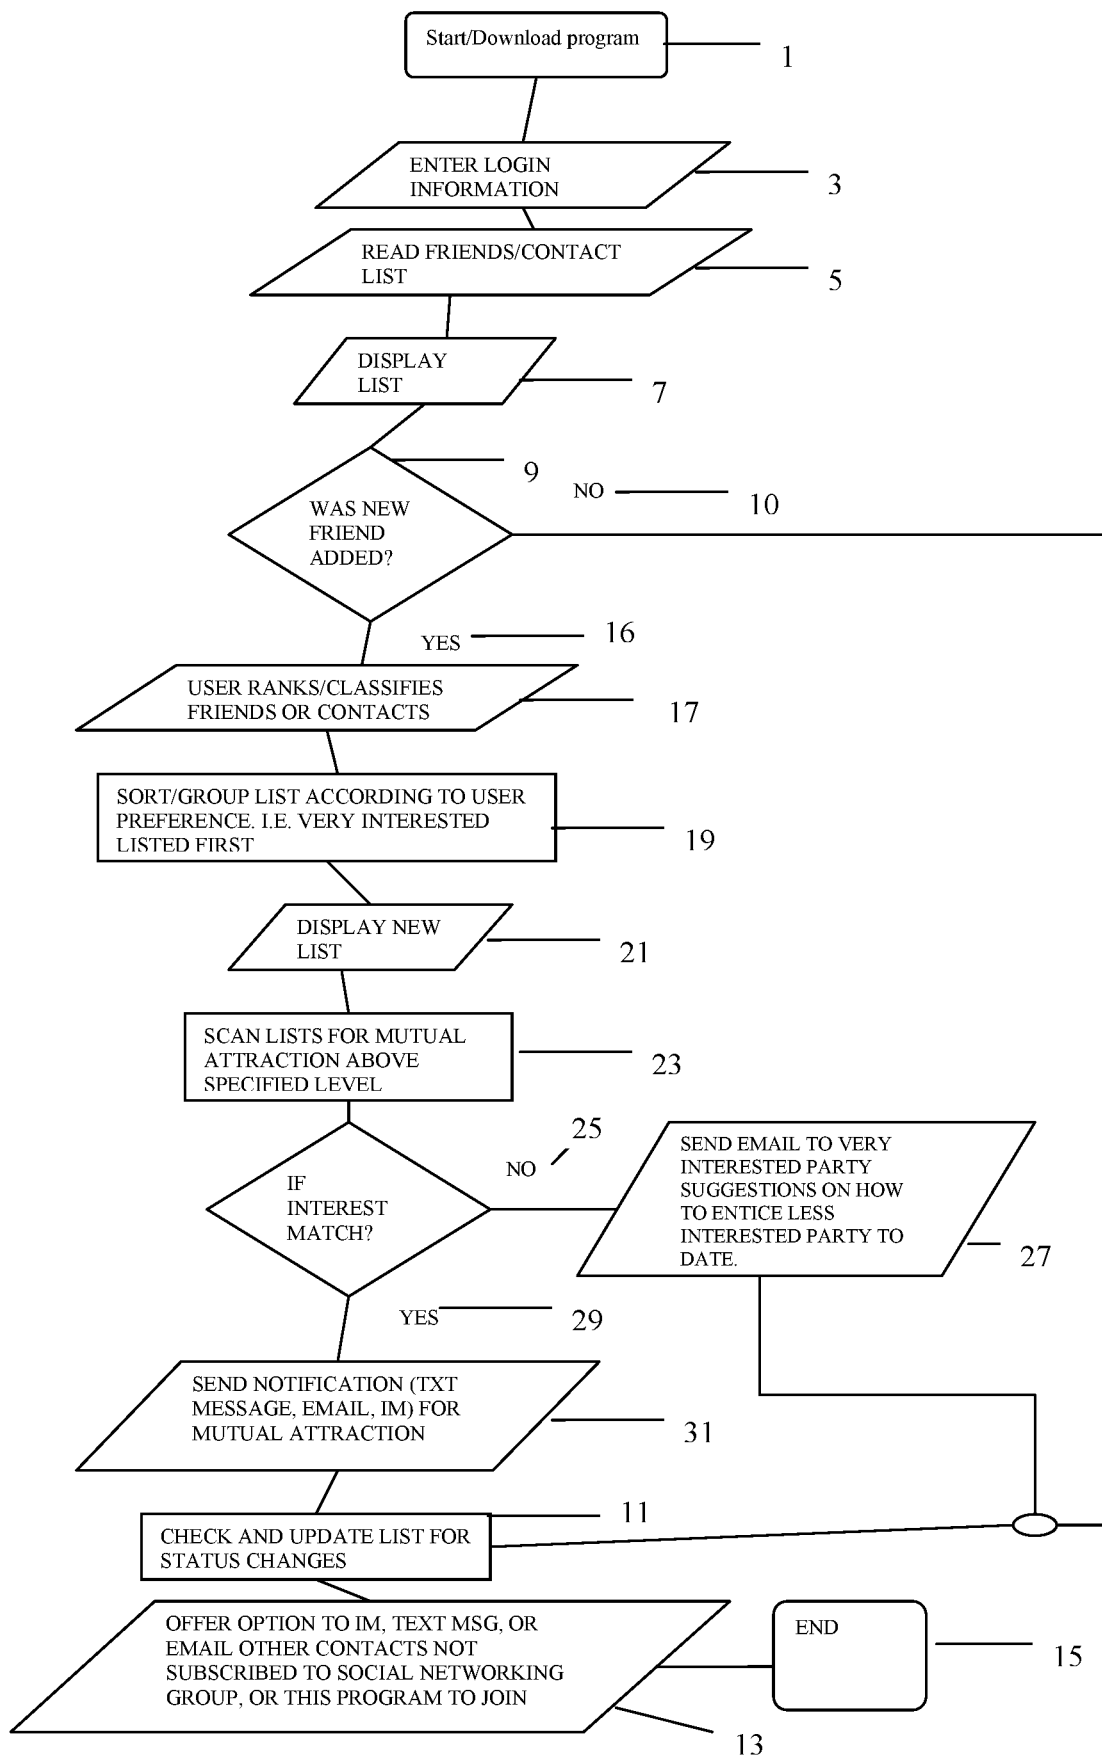 Start/Download program
1
ENTER LOGIN
INFORMATION
3
READ FRIENDS/CONTACT
LIST
5
DISPLAY
LIST
7
9
NO
10
WAS NEW
FRIEND
ADDED?
YES
16
USER RANKS/CLASSIFIES
FRIENDS OR CONTACTS
17
SORT/GROUP LIST ACCORDING TO USER
PREFERENCE. I.E. VERY INTERESTED
LISTED FIRST
19
DISPLAY NEW
LIST
21
SCAN LISTS FOR MUTUAL
ATTRACTION ABOVE
SPECIFIED LEVEL
23
IF
INTEREST
MATCH?
NO
25
SEND EMAIL TO VERY
INTERESTED PARTY
SUGGESTIONS ON HOW
TO ENTICE LESS
INTERESTED PARTY TO
DATE.
27
YES
29
SEND NOTIFICATION (TXT
MESSAGE, EMAIL, IM) FOR
MUTUAL ATTRACTION
31
11
CHECK AND UPDATE LIST FOR
STATUS CHANGES
OFFER OPTION TO IM, TEXT MSG, OR
EMAIL OTHER CONTACTS NOT
SUBSCRIBED TO SOCIAL NETWORKING
GROUP, OR THIS PROGRAM TO JOIN
13
END
15